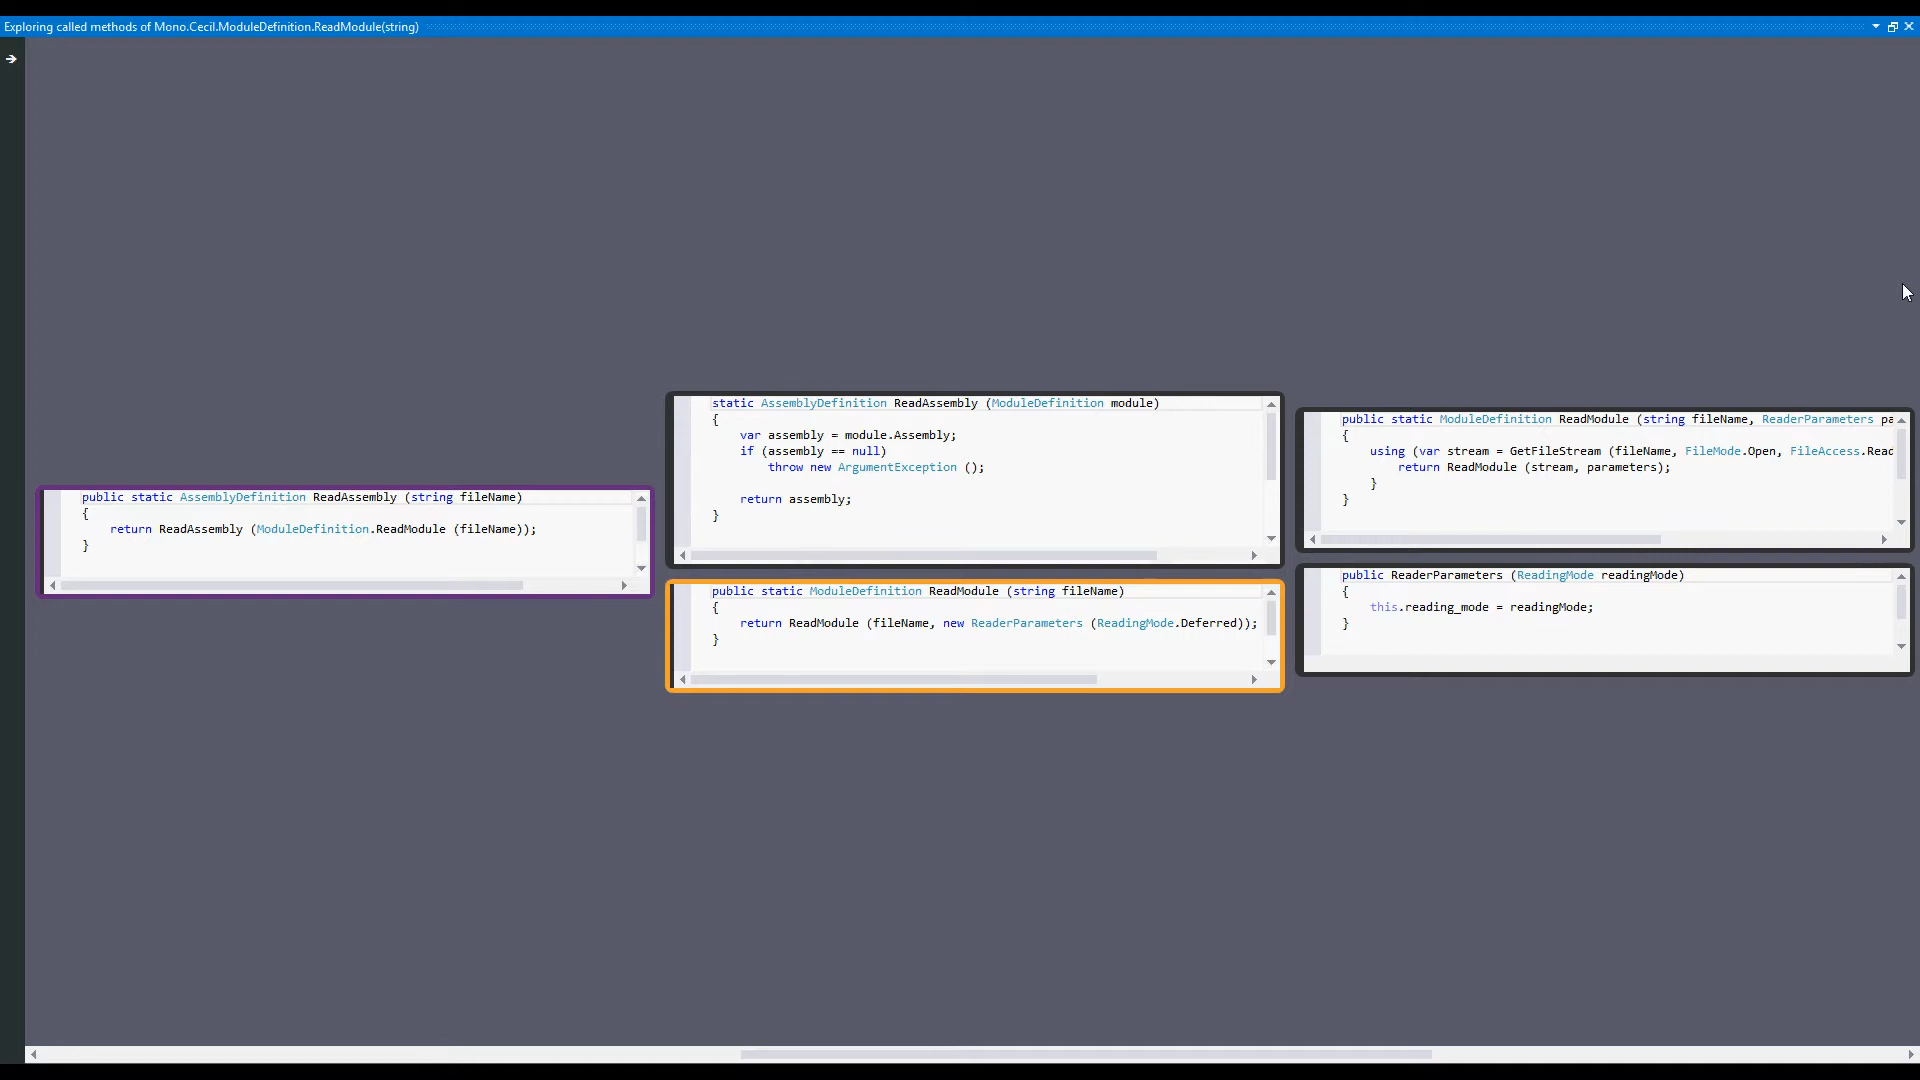 Exploring called methods of Mono.Cecil.ModuleDefinition.ReadModule(string)
public static AssemblyDefinition ReadAssembly (string fileName)
{
return ReadAssembly (ModuleDefinition.ReadModule (fileName));
}
static AssemblyDefinition ReadAssembly (ModuleDefinition module)
{
var assembly = module.Assembly;
if (assembly == null)
throw new ArgumentException ();
return assembly;
}
public static ModuleDefinition ReadModule (string fileName)
{
return ReadModule (fileName, new ReaderParameters (ReadingMode.Deferred));
}
public static ModuleDefinition ReadModule (string fileName, ReaderParameters pa
{
using (var stream = GetFileStream (fileName, FileMode.Open, FileAccess.Read
return ReadModule (stream, parameters);
}
}
public ReaderParameters (ReadingMode readingMode)
{
this.reading_mode = readingMode;
}